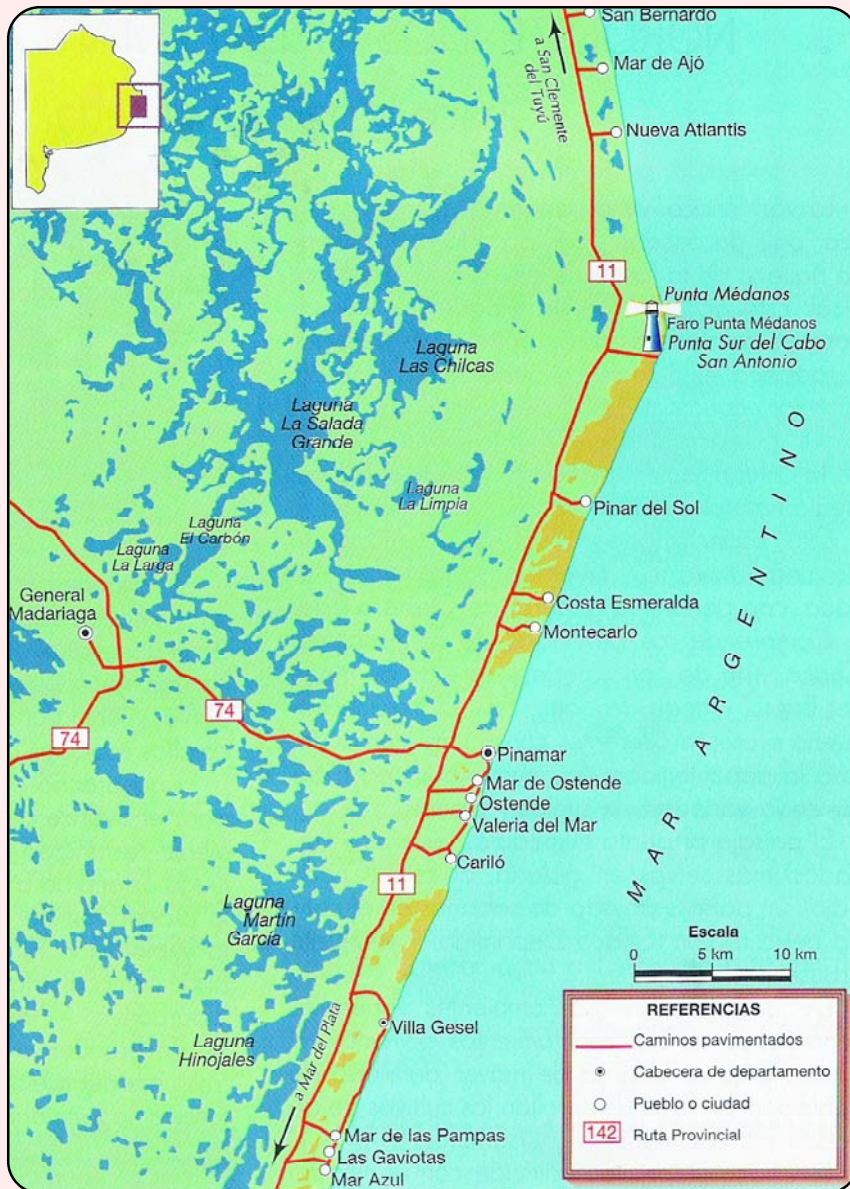 San Bernardo
a San Clemente
del Tuyú
Mar de Ajó
Nueva Atlantis
11
Punta Médanos
Faro Punta Médanos
Punta Sur del Cabo
San Antonio
Laguna
Las Chilcas
Laguna
La Salada
Grande
Laguna
La Limpia
Pinar del Sol
Laguna
El Carbón
Laguna
La Larga
General
Madariaga
Costa Esmeralda
Montecarlo
MAR ARGENTINO
74
74
Pinamar
Mar de Ostende
Ostende
Valeria del Mar
Cariló
11
Laguna
Martín
García
Escala
0 5 km 10 km
a Mar del Plata
Villa Gesel
Laguna
Hinojales
Mar de las Pampas
Las Gaviotas
Mar Azul
REFERENCIAS
Caminos pavimentados
Cabecera de departamento
Pueblo o ciudad
142 Ruta Provincial